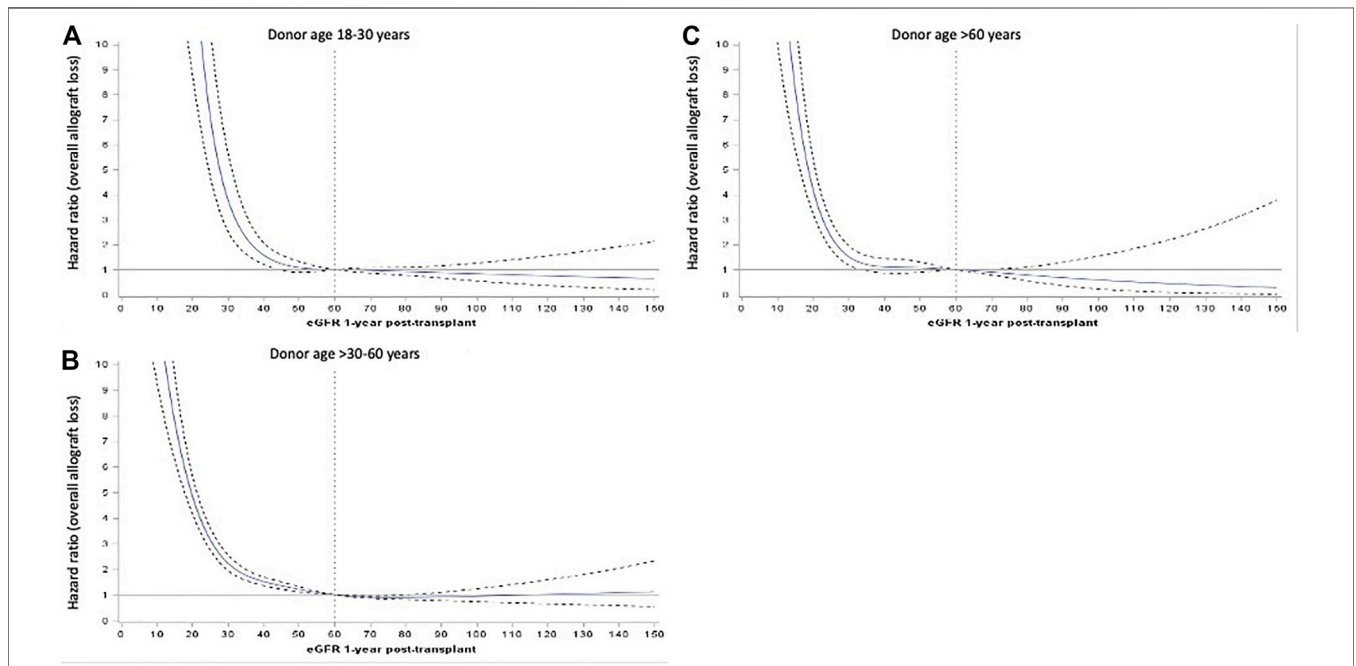 A
Donor age 18-30 years
Hazard ratio (overall allograft loss)
10
9
8
7
6
5
4
3
2
1
0
0 10 20 30 40 50 60 70 80 90 100 110 120 130 140 150
eGFR 1-year post-transplant
C
Donor age >60 years
Hazard ratio (overall allograft loss)
10
9
8
7
6
5
4
3
2
1
0
0 10 20 30 40 50 60 70 80 90 100 110 120 130 140 150
eGFR 1-year post-transplant
B
Donor age >30-60 years
Hazard ratio (overall allograft loss)
10
9
8
7
6
5
4
3
2
1
0
0 10 20 30 40 50 60 70 80 90 100 110 120 130 140 150
eGFR 1-year post-transplant